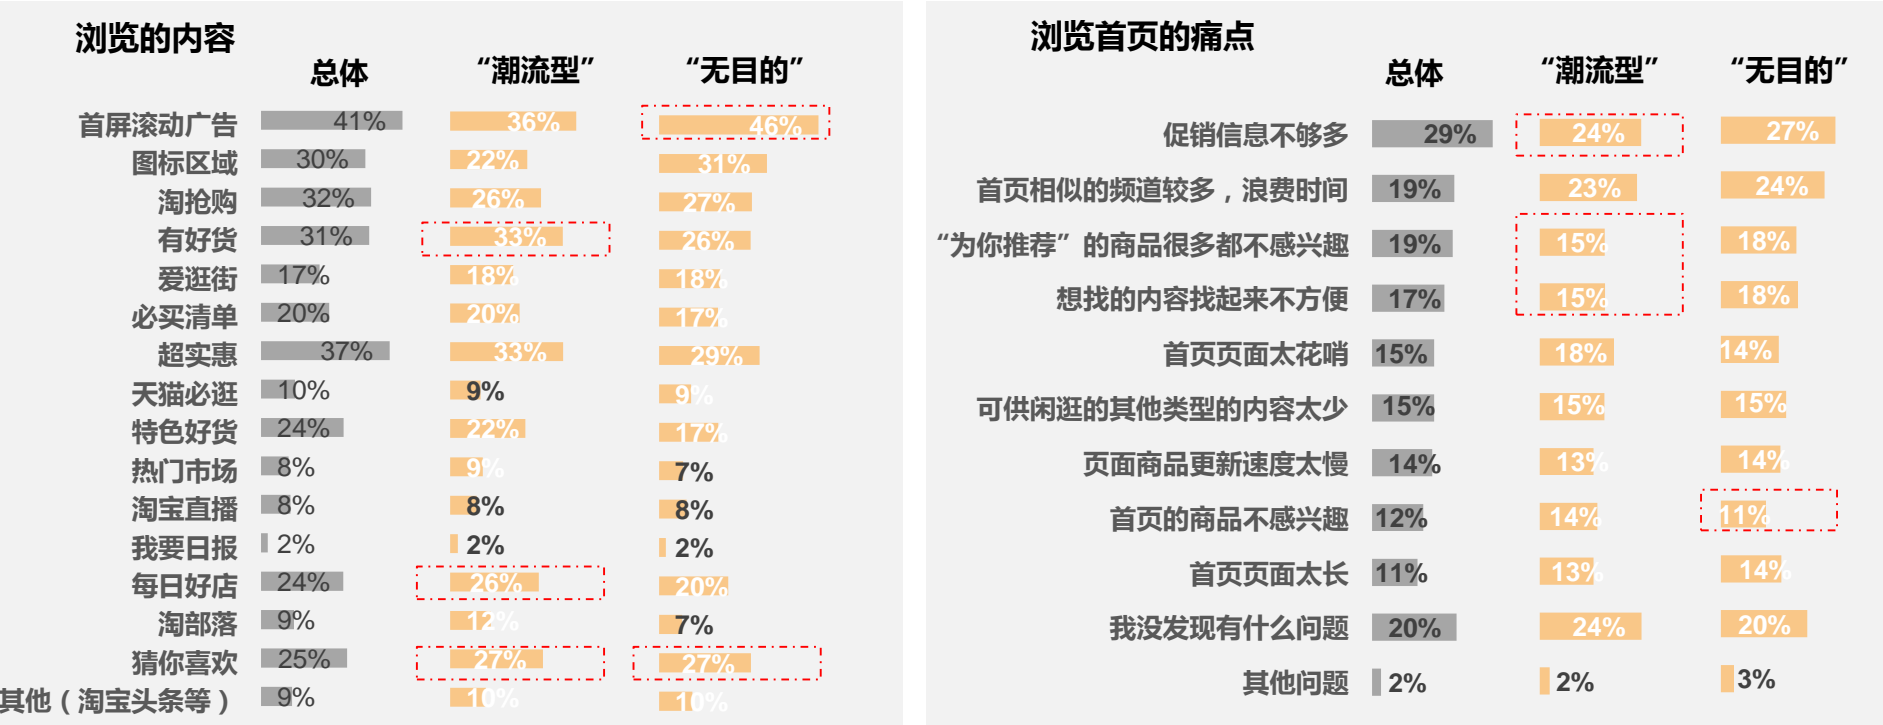 浏览的内容
总体 “潮流型” “无目的”
首屏滚动广告 41% 36% 46%
图标区域 30% 22% 31%
淘抢购 32% 26% 27%
有好货 31% 33% 26%
爱逛街 17% 18% 18%
必买清单 20% 20% 17%
超实惠 37% 33% 29%
天猫必逛 10% 9% 9%
特色好货 24% 22% 17%
热门市场 8% 9% 7%
淘宝直播 8% 8% 8%
我要日报 2% 2% 2%
每日好店 24% 26% 20%
淘部落 9% 12% 7%
猜你喜欢 25% 27% 27%
其他（淘宝头条等） 9% 10% 10%
浏览首页的痛点
总体 “潮流型” “无目的”
促销信息不够多 29% 24% 27%
首页相似的频道较多，浪费时间 19% 23% 24%
“为你推荐”的商品很多都不感兴趣 19% 15% 18%
想找的内容找起来不方便 17% 15% 18%
首页页面太花哨 15% 18% 14%
可供闲逛的其他类型的内容太少 15% 15% 15%
页面商品更新速度太慢 14% 13% 14%
首页的商品不感兴趣 12% 14% 11%
首页页面太长 11% 13% 14%
我没发现有什么问题 20% 24% 20%
其他问题 2% 2% 3%